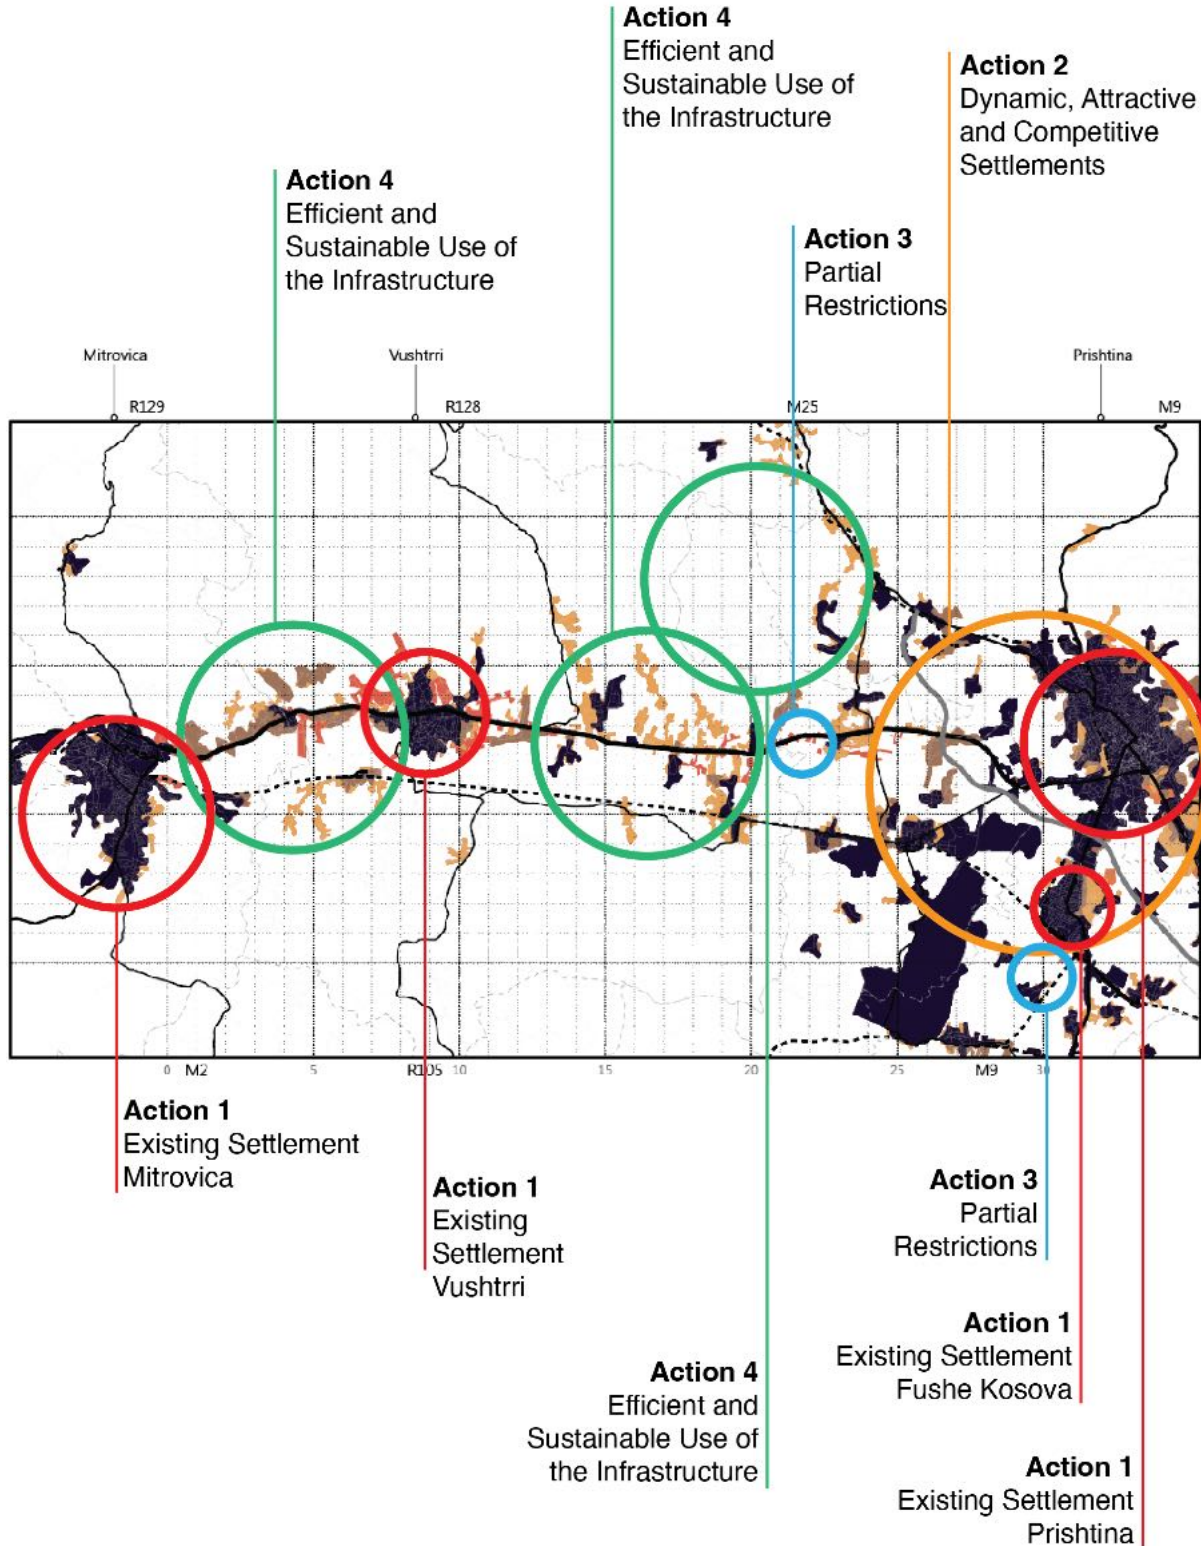 Action 4
Efficient and
Sustainable Use of
the Infrastructure
Action 2
Dynamic, Attractive
and Competitive
Settlements
Action 4
Efficient and
Sustainable Use of
the Infrastructure
Action 3
Partial
Restrictions
Mitrovica
Vushtrri
Prishtina
R129
R128
M25
M9
0
M2
5
R105
10
15
20
25
M9
30
Action 1
Existing Settlement
Mitrovica
Action 1
Existing
Settlement
Vushtrri
Action 3
Partial
Restrictions
Action 1
Existing Settlement
Fushe Kosova
Action 4
Efficient and
Sustainable Use of
the Infrastructure
Action 1
Existing Settlement
Prishtina